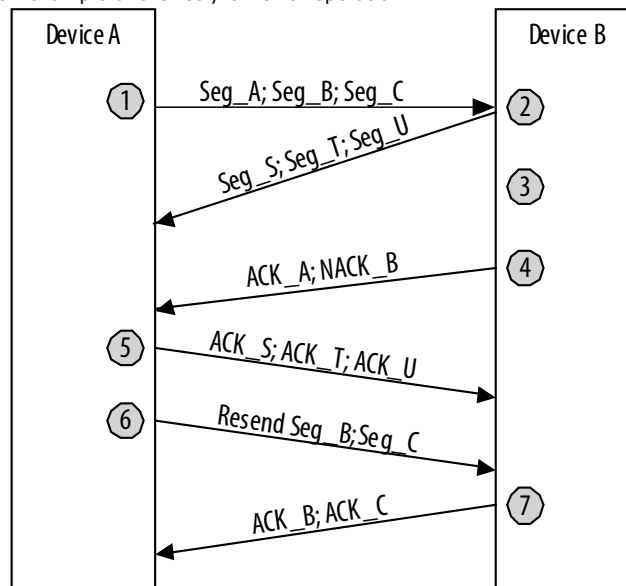 Device A
Device B
1
Seg_A; Seg_B; Seg_C
2
Seg_S; Seg_T; Seg_U
3
ACK_A; NACK_B
4
5
ACK_S; ACK_T; ACK_U
6
Resend Seg_B; Seg_C
7
ACK_B; ACK_C